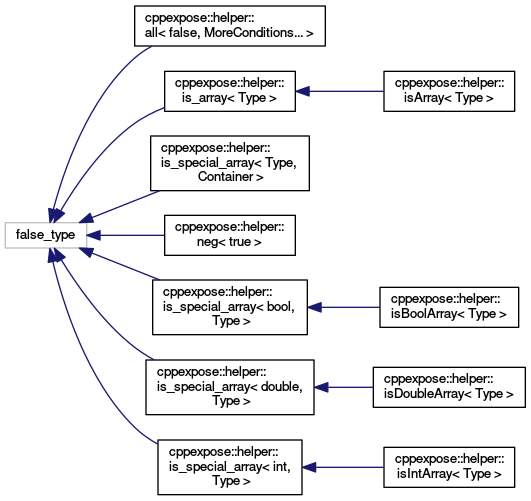 cppexpose::helper::
all< false, MoreConditions... >
cppexpose::helper::
is_array< Type >
cppexpose::helper::
isArray< Type >
cppexpose::helper::
is_special_array< Type,
Container >
false_type
cppexpose::helper::
neg< true >
cppexpose::helper::
is_special_array< bool,
Type >
cppexpose::helper::
isBoolArray< Type >
cppexpose::helper::
is_special_array< double,
Type >
cppexpose::helper::
isDoubleArray< Type >
cppexpose::helper::
is_special_array< int,
Type >
cppexpose::helper::
isIntArray< Type >